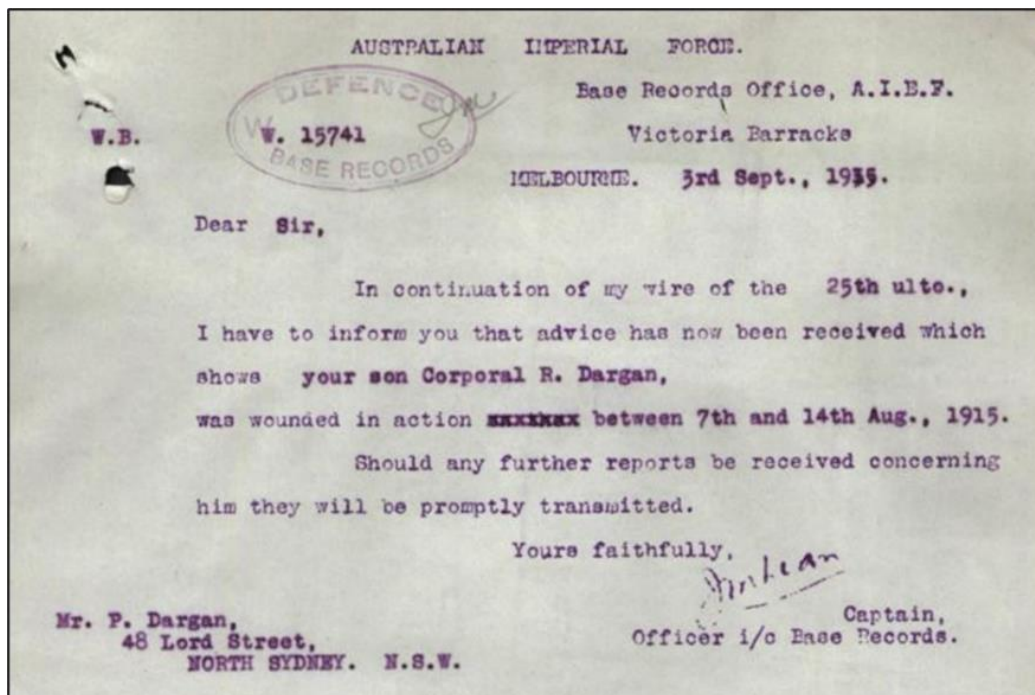 AUSTRALIAN IMPERIAL FORCE.
DEFENCE
Base Records Office, A.I.E.F.
W.B. W. 15741 Victoria Barracks
BASE RECORDS
MELBOURNE. 3rd Sept., 1915.
Dear Sir,
In continuation of my wire of the 25th ulto.,
I have to inform you that advice has now been received which
shows your son Corporal R. Dargan,
was wounded in action between 7th and 14th Aug., 1915.
Should any further reports be received concerning
him they will be promptly transmitted.
Yours faithfully,
Captain,
Officer i/c Base Records.
Mr. P. Dargan,
48 Lord Street,
NORTH SYDNEY. N.S.W.